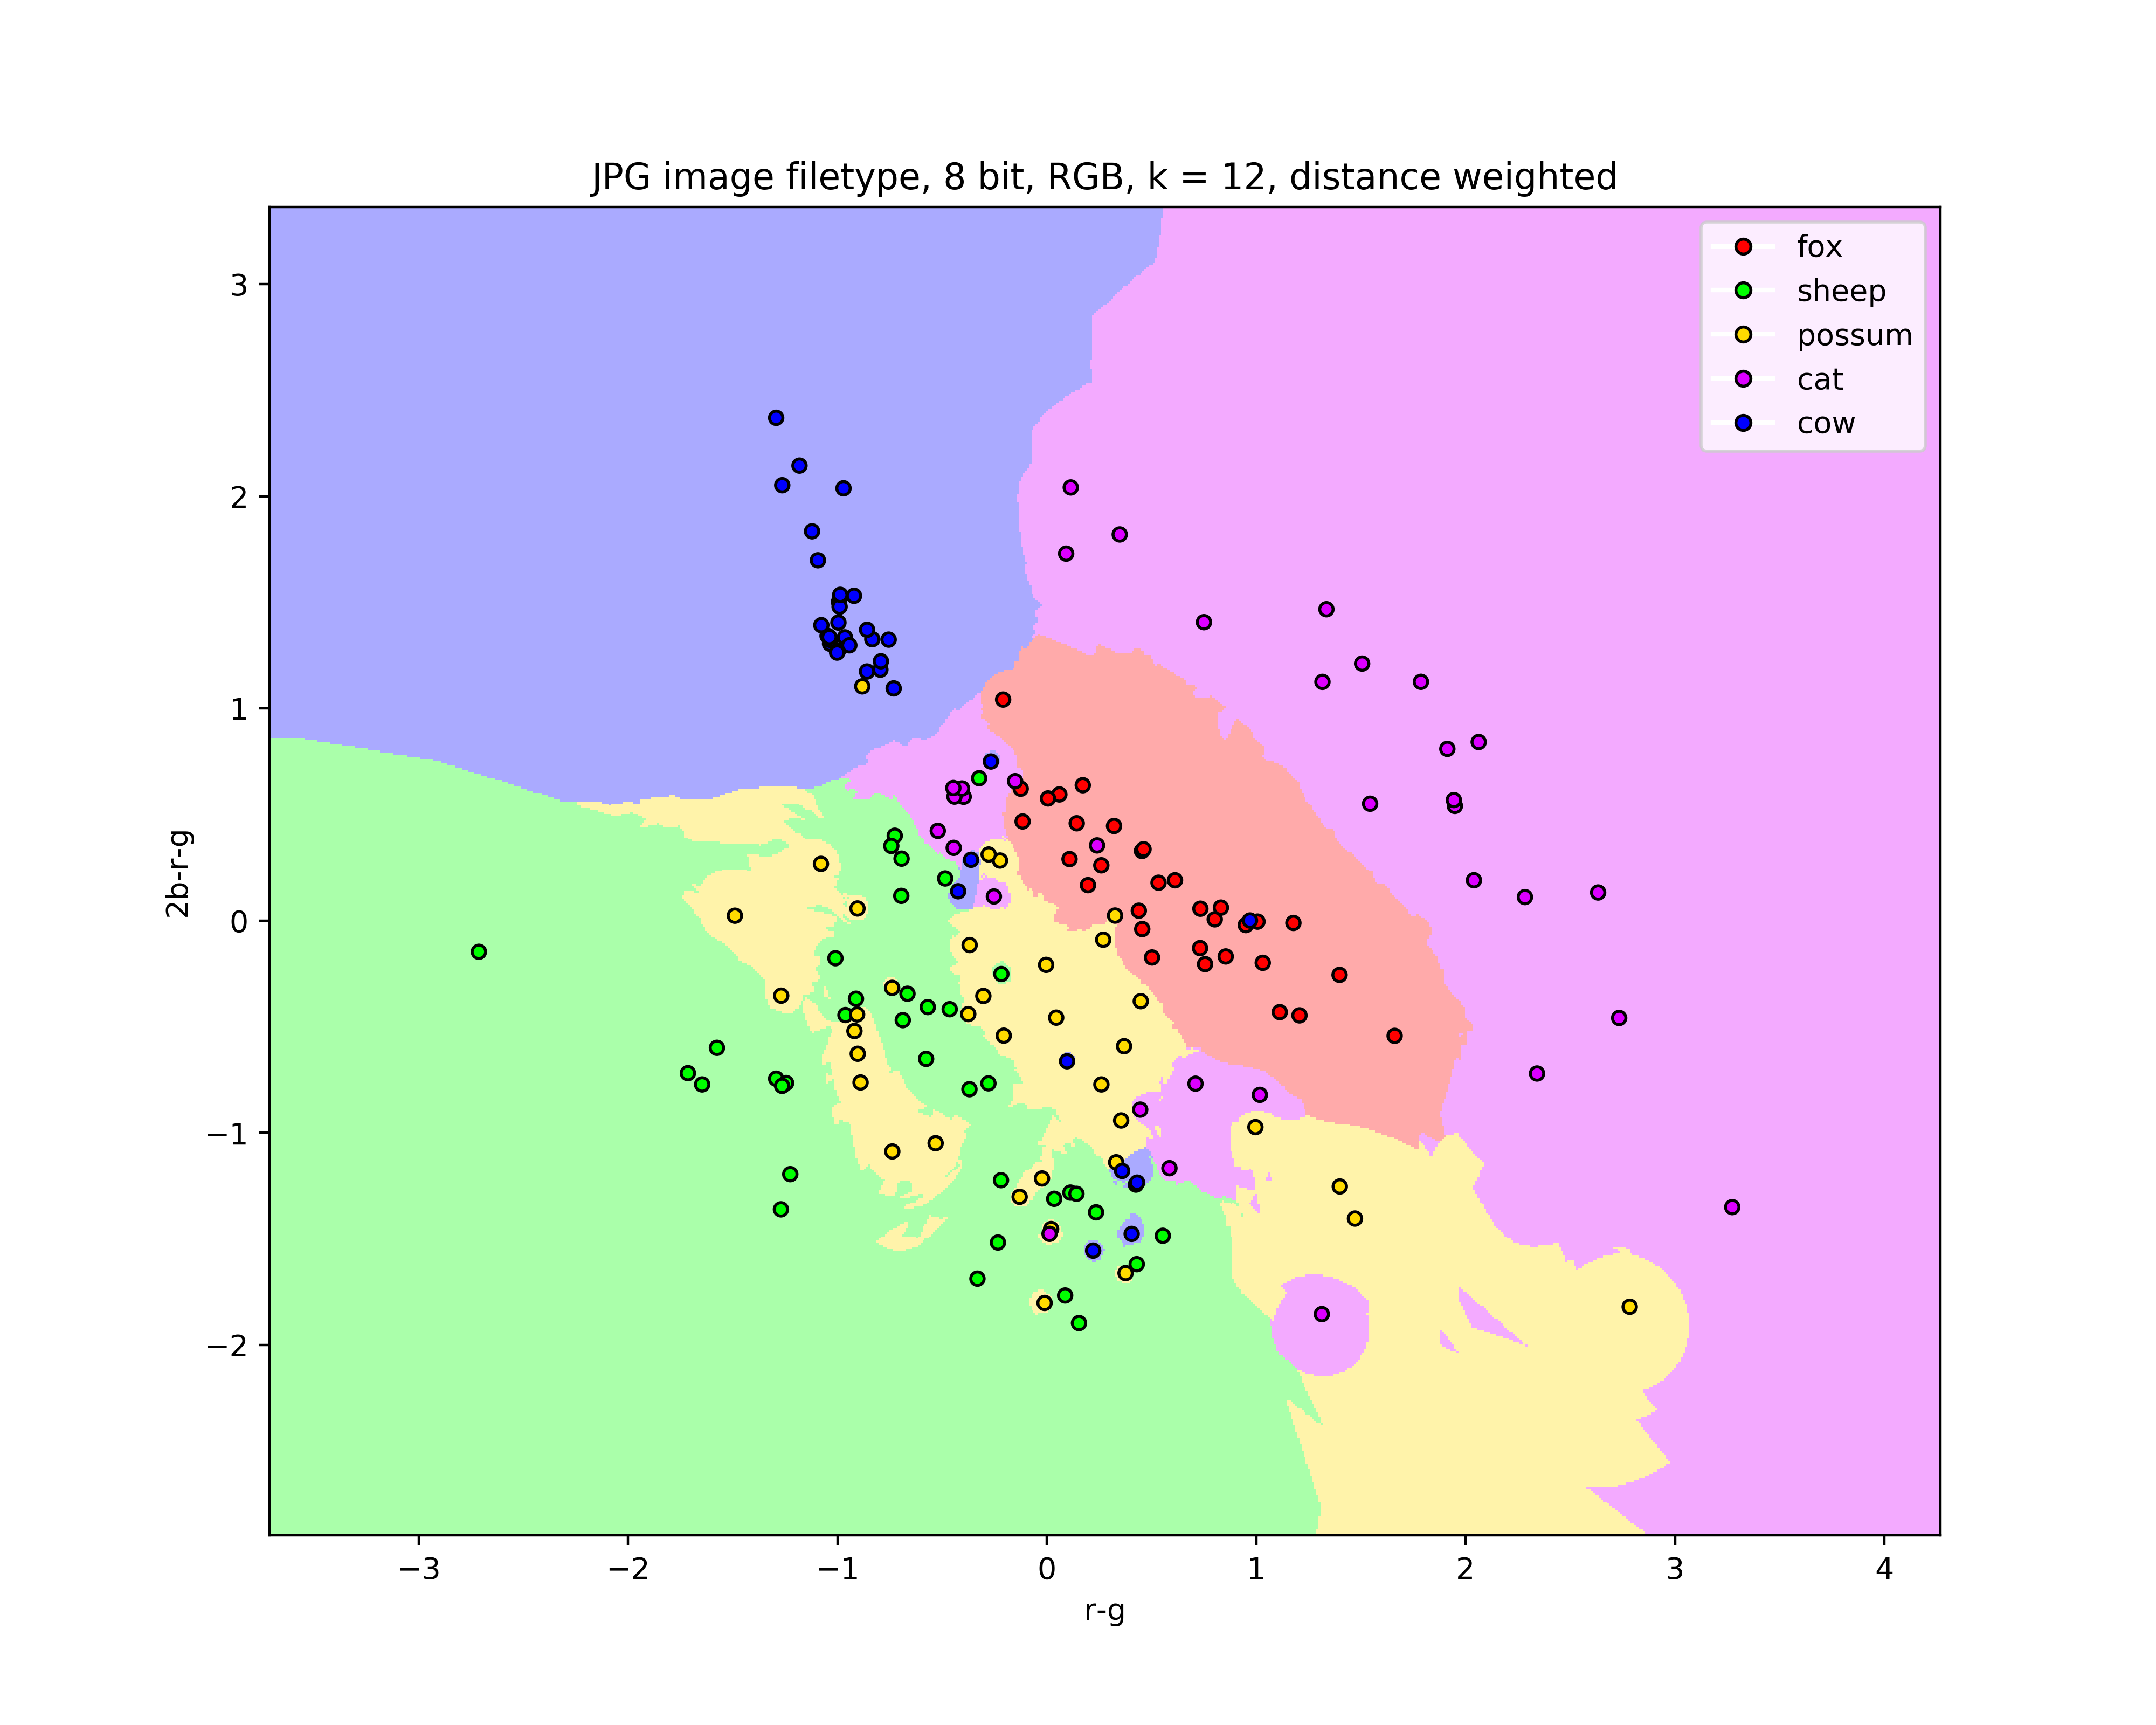 JPG image filetype, 8 bit, RGB, k = 12, distance weighted
fox
sheep
possum
cat
cow
3
2
1
0
−1
−2
2b-r-g
−3 −2 −1 0 1 2 3 4
r-g